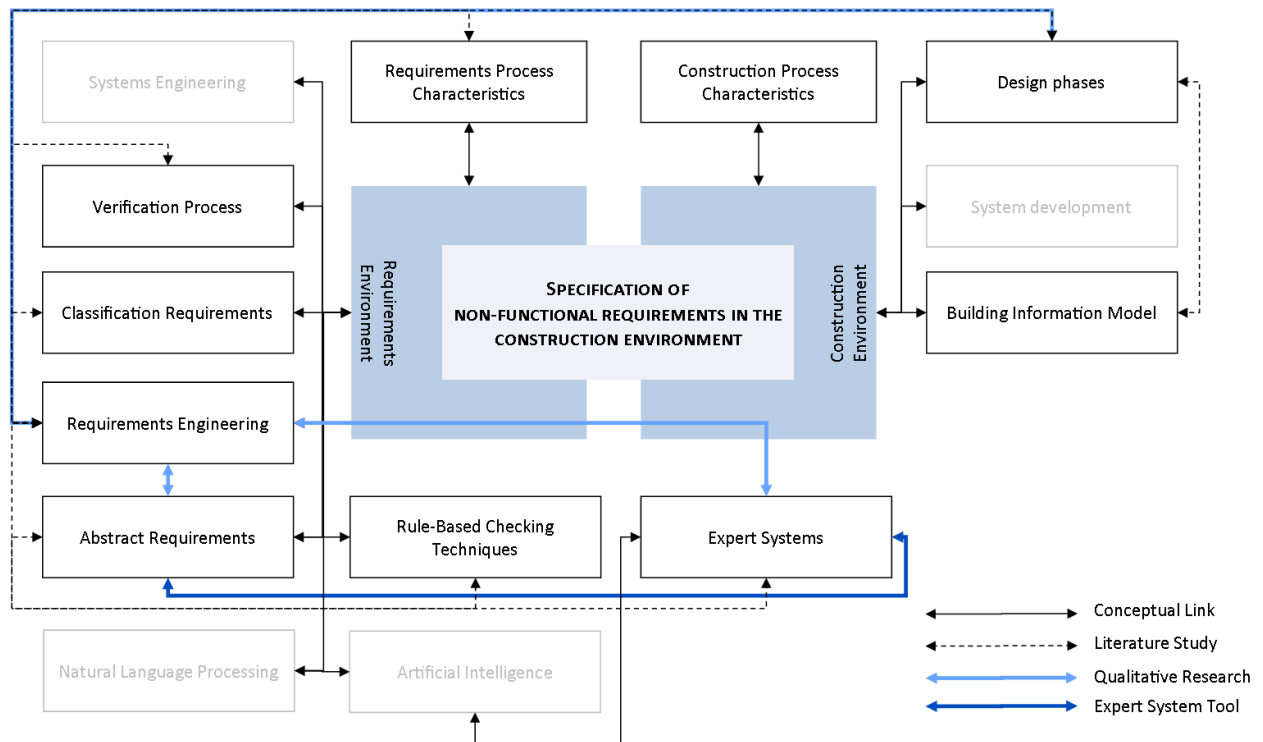 Systems Engineering
Requirements Process
Characteristics
Construction Process
Characteristics
Design phases
Verification Process
System development
Classification Requirements
Requirements
Environment
SPECIFICATION OF
NON-FUNCTIONAL REQUIREMENTS IN THE
CONSTRUCTION ENVIRONMENT
Construction
Environment
Building Information Model
Requirements Engineering
Abstract Requirements
Rule-Based Checking
Techniques
Expert Systems
Natural Language Processing
Artificial Intelligence
Conceptual Link
Literature Study
Qualitative Research
Expert System Tool